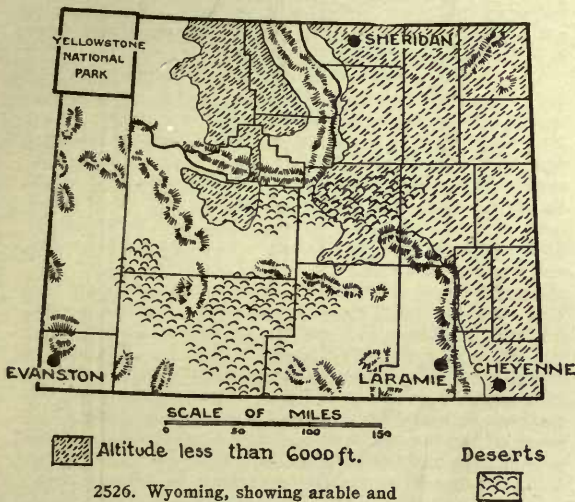 YELLOWSTONE
NATIONAL
PARK
SHERIDAN
EVANSTON
LARAMIE
CHEYENNE
SCALE OF MILES
0 50 100 150
Altitude less than 6000 ft.
Deserts
2526. Wyoming, showing arable and